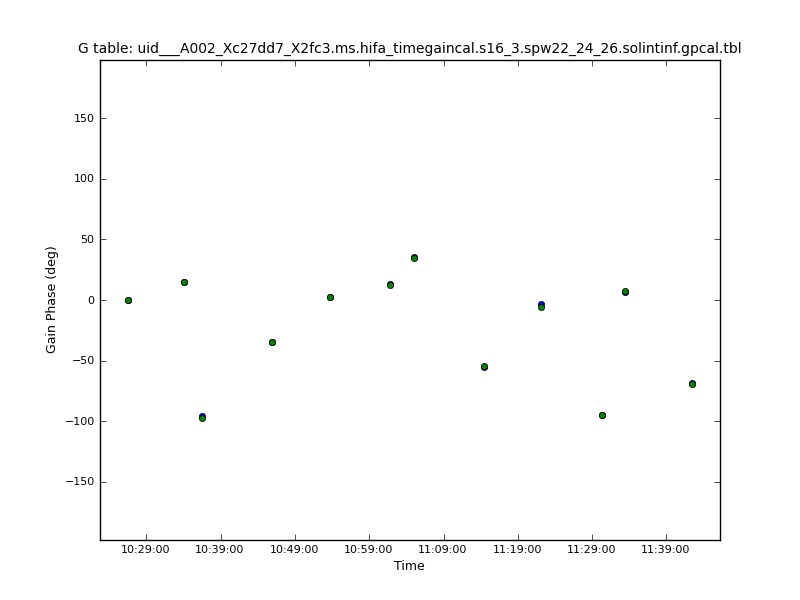 G table: uid___A002_Xc27dd7_X2fc3.ms.hifa_timegaincal.s16_3.spw22_24_26.solintinf.gpcal.tbl
150
100
50
0
−50
−100
−150
Gain Phase (deg)
10:29:00 10:39:00 10:49:00 10:59:00 11:09:00 11:19:00 11:29:00 11:39:00
Time